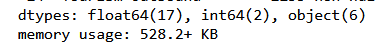 dtypes: float64(17), int64(2), object(6)
memory usage: 528.2+ KB